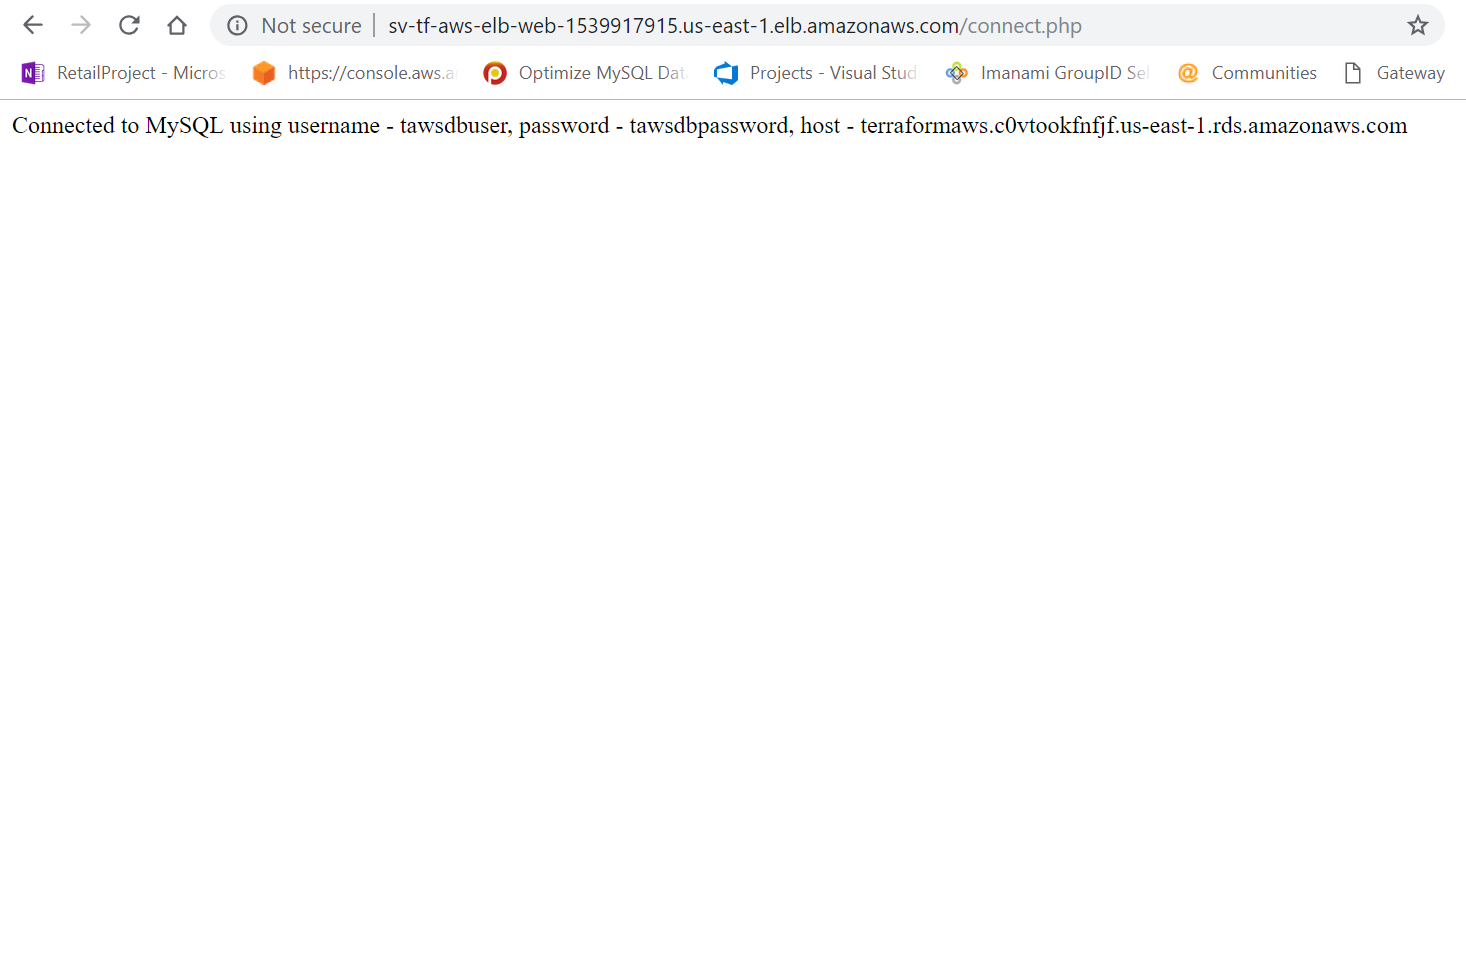 Not secure | sv-tf-aws-elb-web-1539917915.us-east-1.elb.amazonaws.com/connect.php
RetailProject - Micros https://console.aws.a Optimize MySQL Dat Projects - Visual Stud Imanami GroupID Sel Communities Gateway
Connected to MySQL using username - tawsdbuser, password - tawsdbpassword, host - terraformaws.c0vtookfnfjf.us-east-1.rds.amazonaws.com